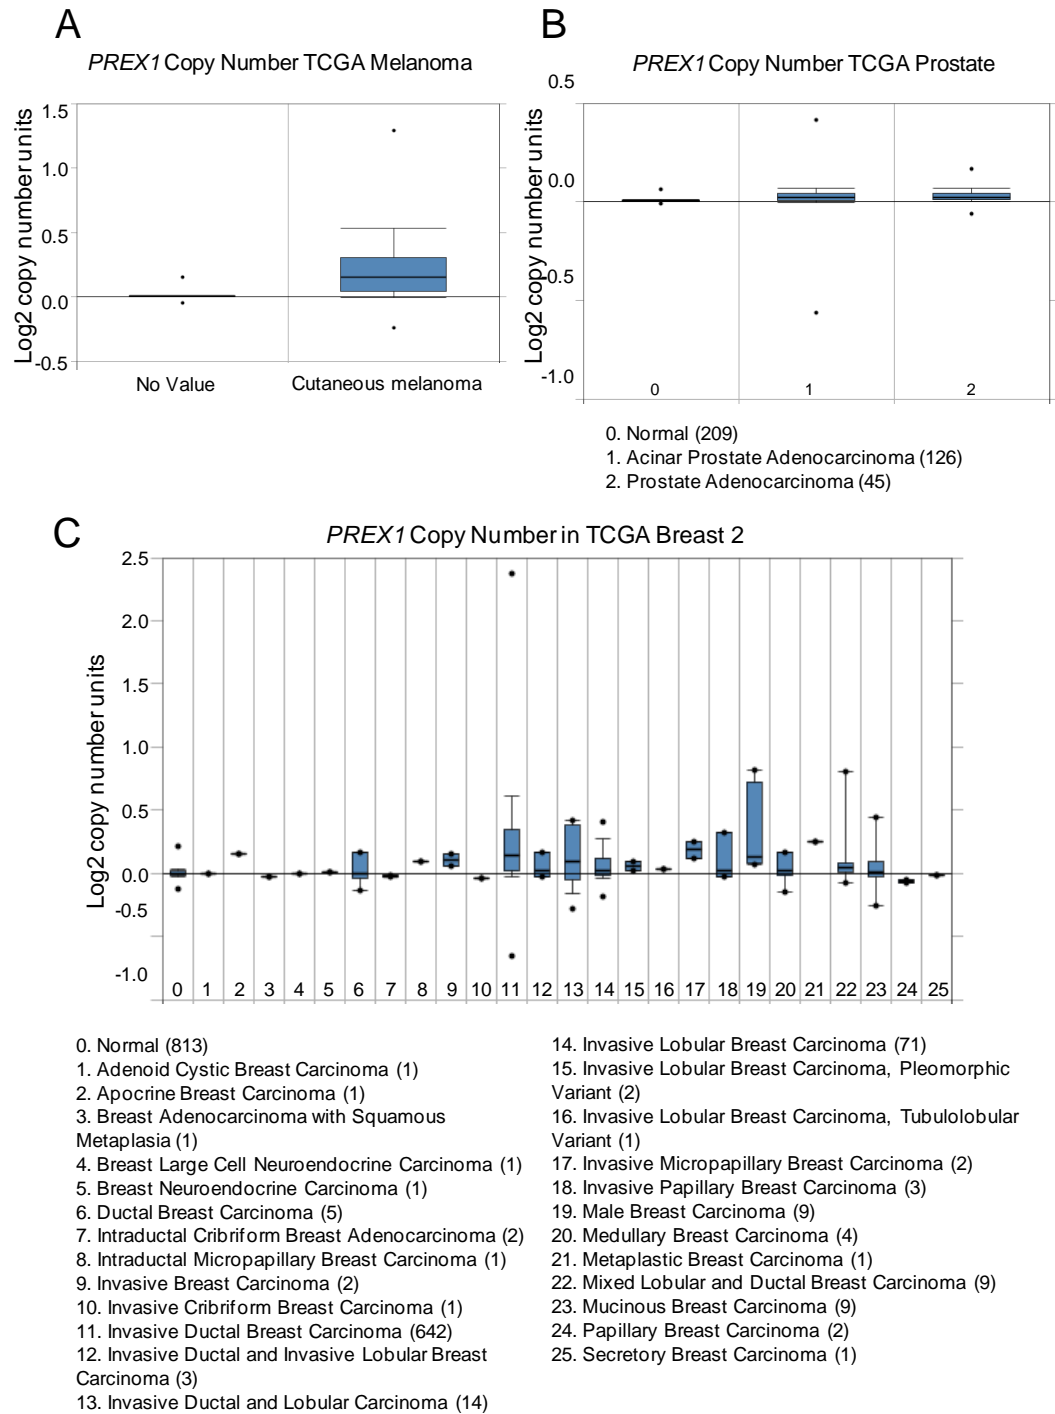 A
PREX1 Copy Number TCGA Melanoma
Log2 copy number units
1.5
1.0
0.5
0.0
-0.5
No Value
Cutaneous melanoma
B
PREX1 Copy Number TCGA Prostate
Log2 copy number units
0.5
0.0
-0.5
-1.0
0
1
2
0. Normal (209)
1. Acinar Prostate Adenocarcinoma (126)
2. Prostate Adenocarcinoma (45)
C
PREX1 Copy Number in TCGA Breast 2
Log2 copy number units
2.5
2.0
1.5
1.0
0.5
0.0
-0.5
-1.0
0 1 2 3 4 5 6 7 8 9 10 11 12 13 14 15 16 17 18 19 20 21 22 23 24 25
0. Normal (813)
1. Adenoid Cystic Breast Carcinoma (1)
2. Apocrine Breast Carcinoma (1)
3. Breast Adenocarcinoma with Squamous
Metaplasia (1)
4. Breast Large Cell Neuroendocrine Carcinoma (1)
5. Breast Neuroendocrine Carcinoma (1)
6. Ductal Breast Carcinoma (5)
7. Intraductal Cribriform Breast Adenocarcinoma (2)
8. Intraductal Micropapillary Breast Carcinoma (1)
9. Invasive Breast Carcinoma (2)
10. Invasive Cribriform Breast Carcinoma (1)
11. Invasive Ductal Breast Carcinoma (642)
12. Invasive Ductal and Invasive Lobular Breast
Carcinoma (3)
13. Invasive Ductal and Lobular Carcinoma (14)
14. Invasive Lobular Breast Carcinoma (71)
15. Invasive Lobular Breast Carcinoma, Pleomorphic
Variant (2)
16. Invasive Lobular Breast Carcinoma, Tubulolobular
Variant (1)
17. Invasive Micropapillary Breast Carcinoma (2)
18. Invasive Papillary Breast Carcinoma (3)
19. Male Breast Carcinoma (9)
20. Medullary Breast Carcinoma (4)
21. Metaplastic Breast Carcinoma (1)
22. Mixed Lobular and Ductal Breast Carcinoma (9)
23. Mucinous Breast Carcinoma (9)
24. Papillary Breast Carcinoma (2)
25. Secretory Breast Carcinoma (1)